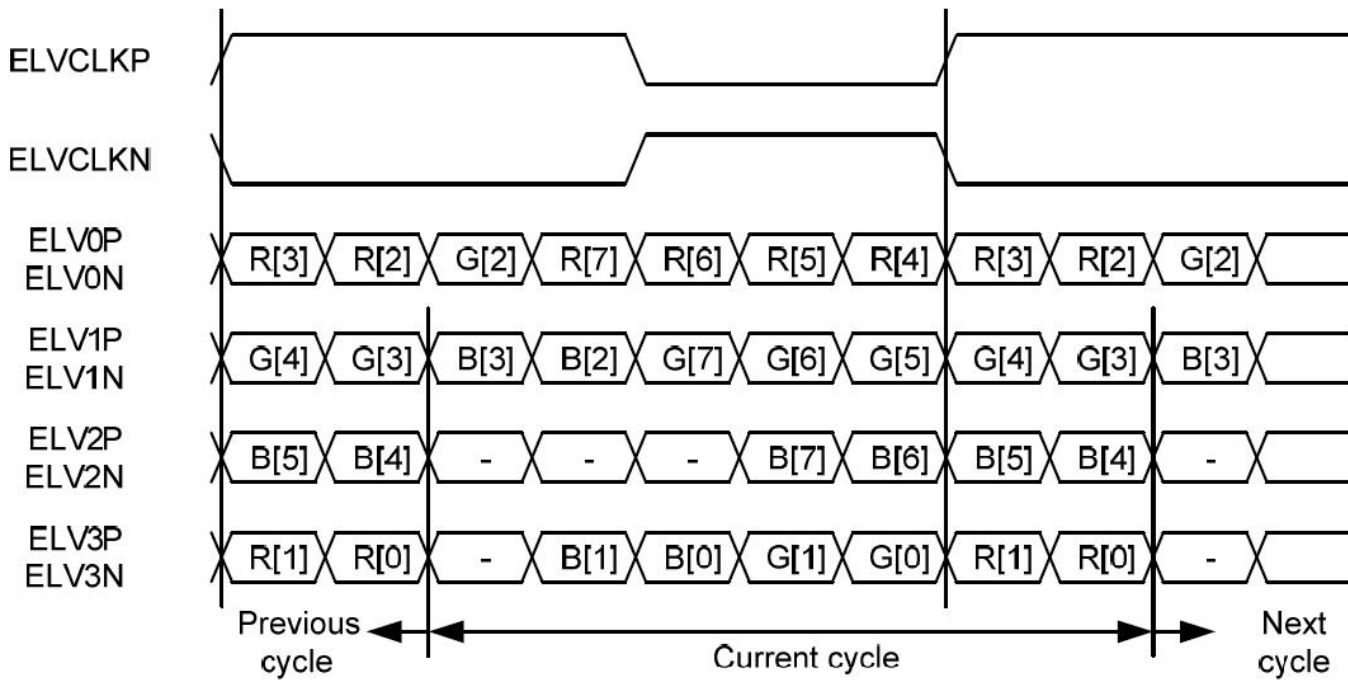 ELVCLKP
ELVCLKN
ELV0P
ELV0N
R[3] R[2] G[2] R[7] R[6] R[5] R[4] R[3] R[2] G[2]
ELV1P
ELV1N
G[4] G[3] B[3] B[2] G[7] G[6] G[5] G[4] G[3] B[3]
ELV2P
ELV2N
B[5] B[4] - - - B[7] B[6] B[5] B[4] -
ELV3P
ELV3N
R[1] R[0] - B[1] B[0] G[1] G[0] R[1] R[0] -
Previous
cycle
Current cycle
Next
cycle